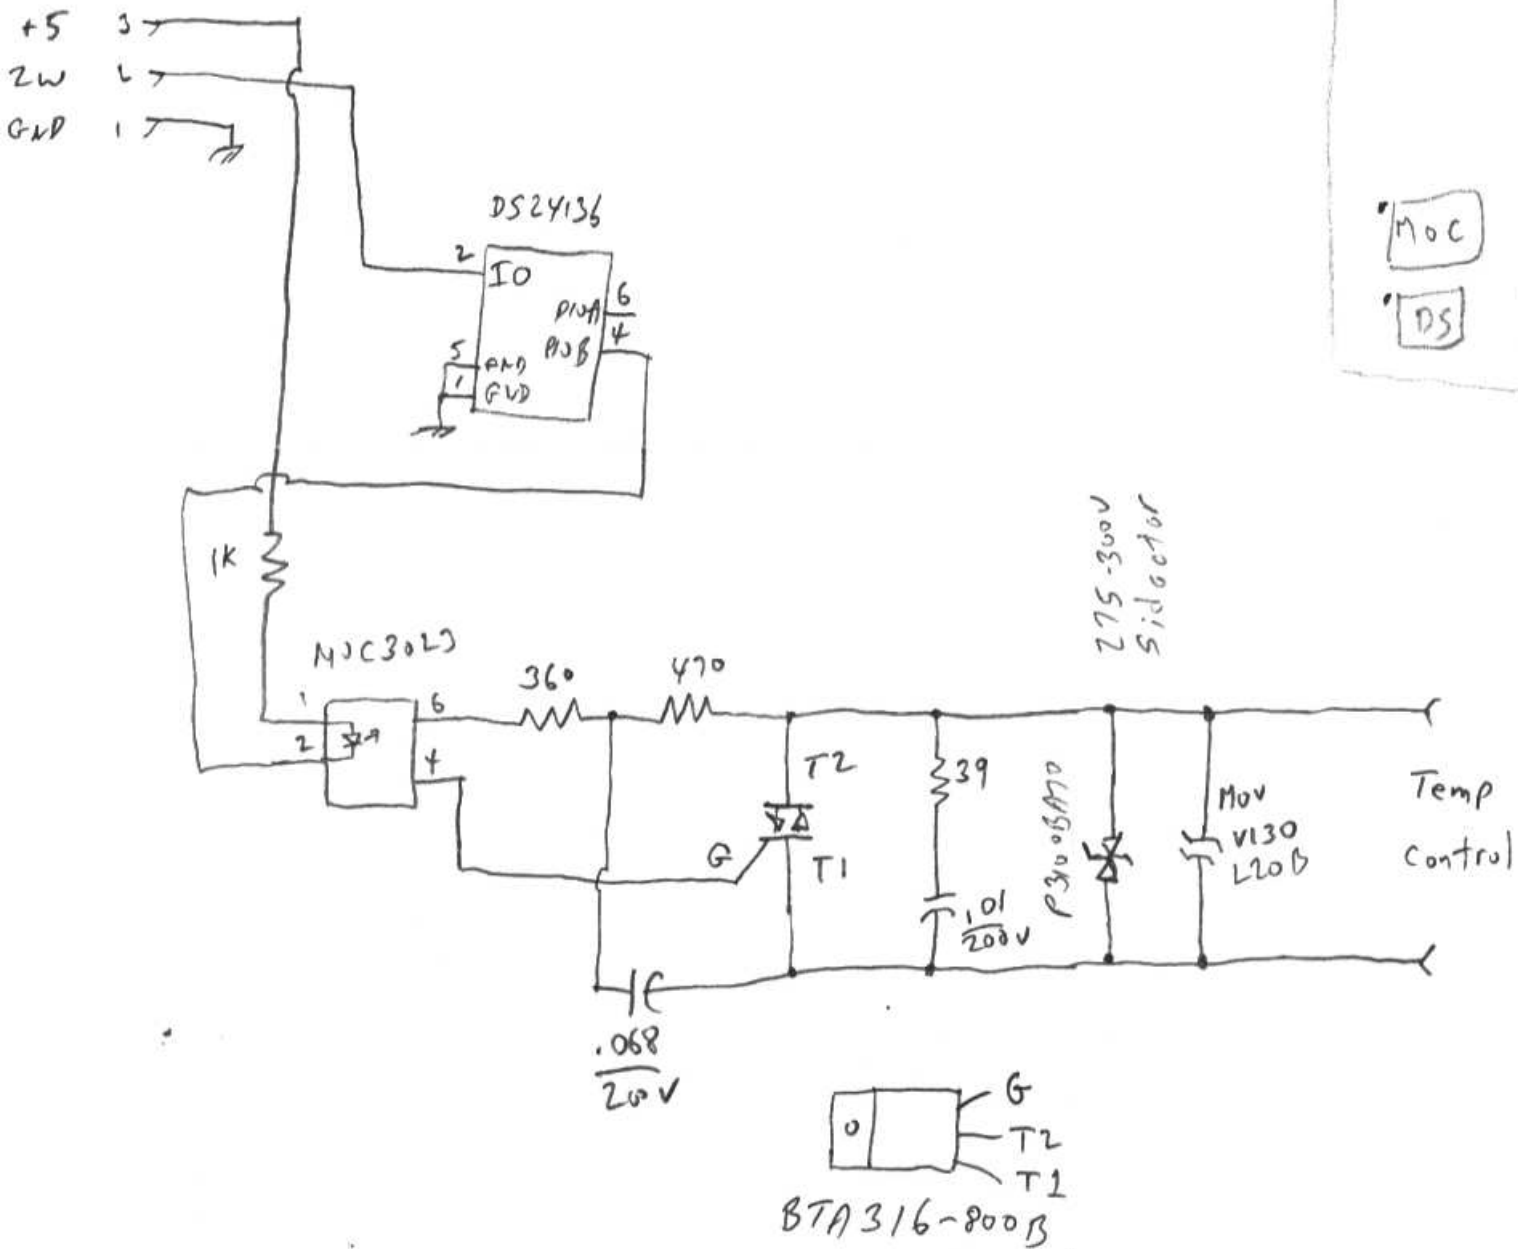 +5 3
2W 2
GND 1
DS2413b
2
IO
PIOA
6
4
PIOB
5
GND
1
GND
1K
MOC3023
1
2
6
4
360
470
T2
G
T1
39
.01
200V
275-300V
Sidactor
P3100BA70
MOV
V130
L20B
Temp
Control
.068
200V
G
O
T2
T1
BTA316-800B
MOC
DS